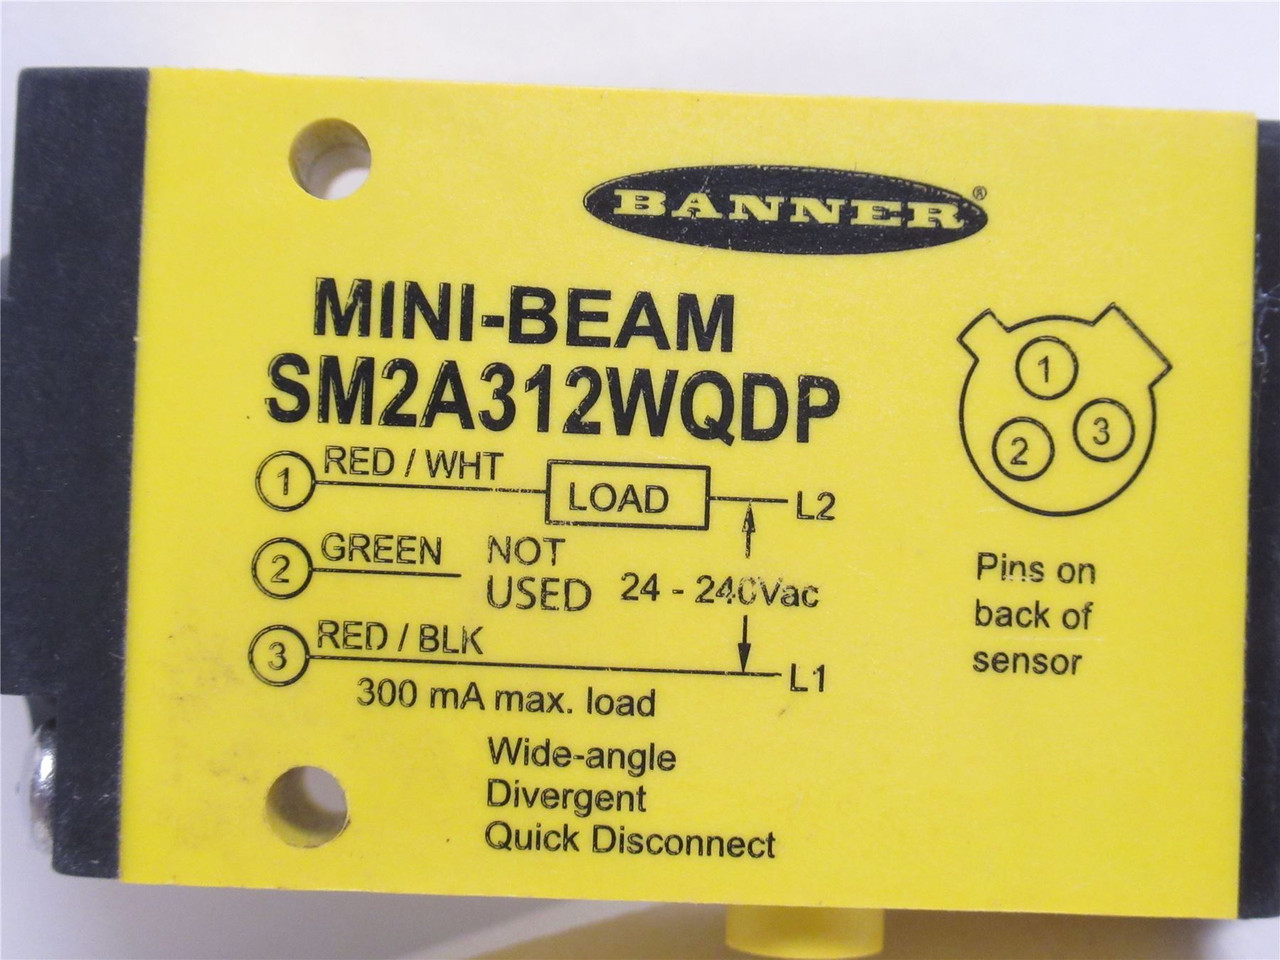 BANNER®
MINI-BEAM
SM2A312WQDP
1 RED / WHT LOAD L2
2 GREEN NOT USED
24 - 240Vac
3 RED / BLK L1
300 mA max. load
Wide-angle
Divergent
Quick Disconnect
1
2 3
Pins on
back of
sensor